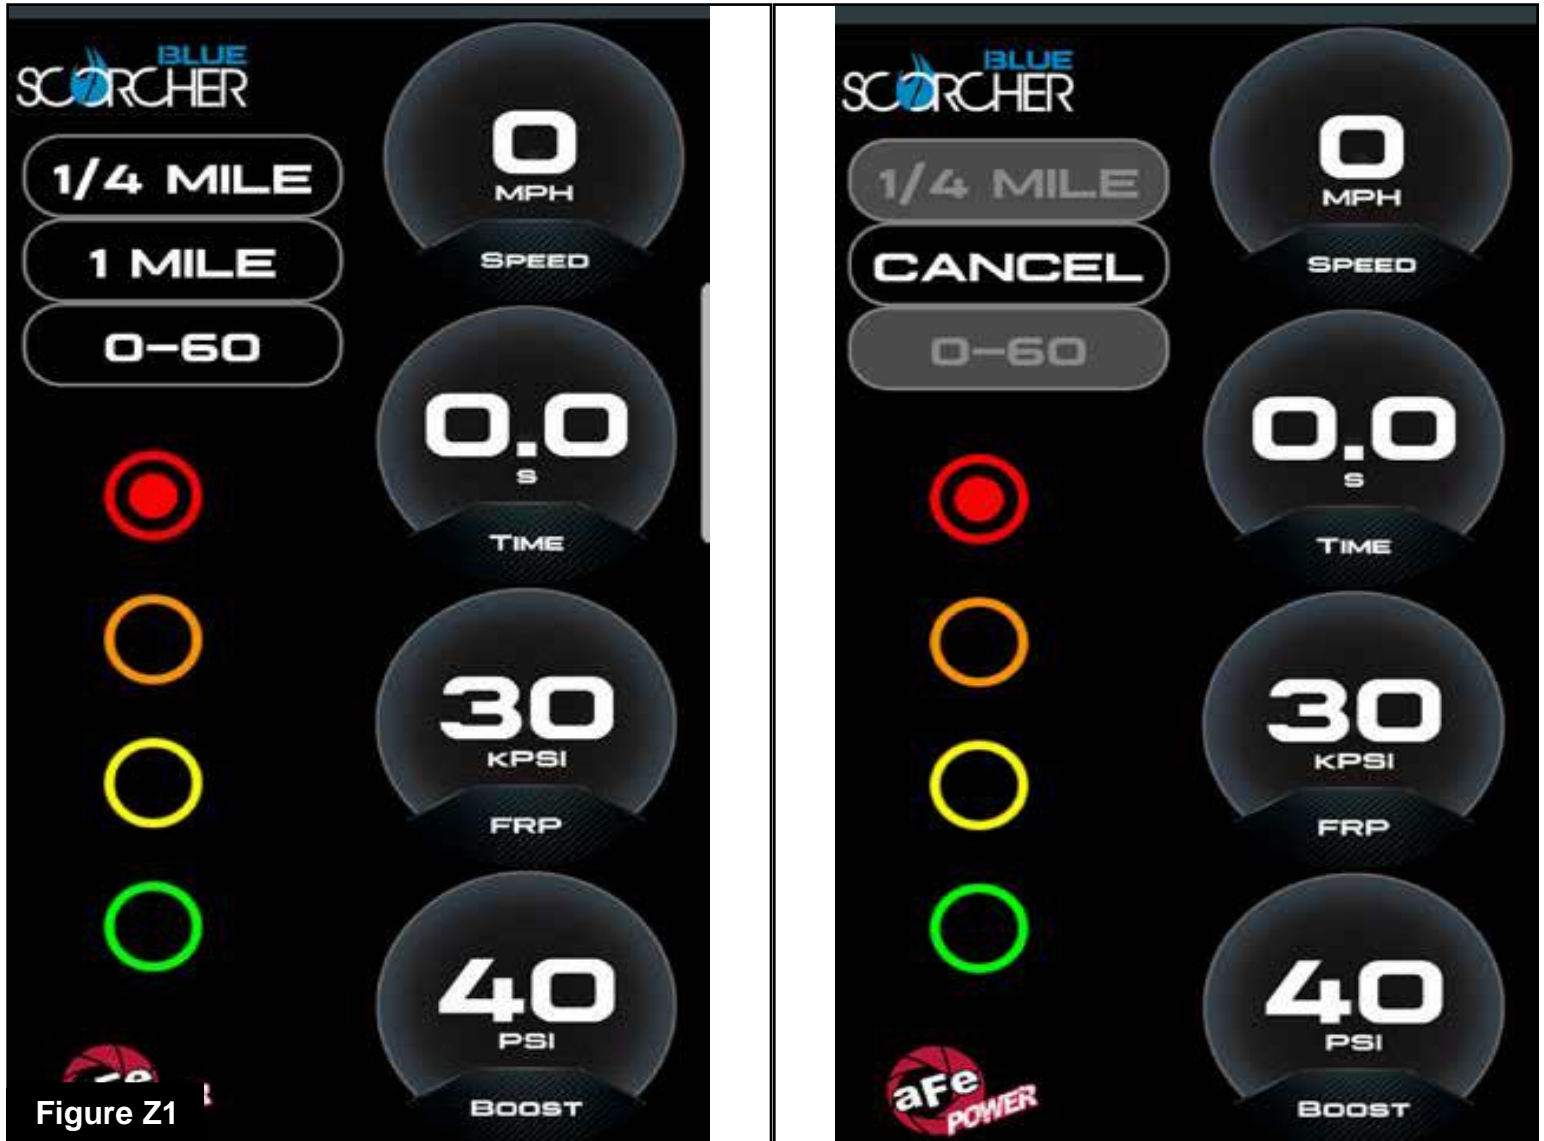 BLUE
SCORCHER
1/4 MILE
1 MILE
0-60
0
MPH
SPEED
0.0
S
TIME
30
KPSI
FRP
40
PSI
BOOST
Figure Z1
BLUE
SCORCHER
1/4 MILE
CANCEL
0-60
aFe
POWER
0
MPH
SPEED
0.0
S
TIME
30
KPSI
FRP
40
PSI
BOOST